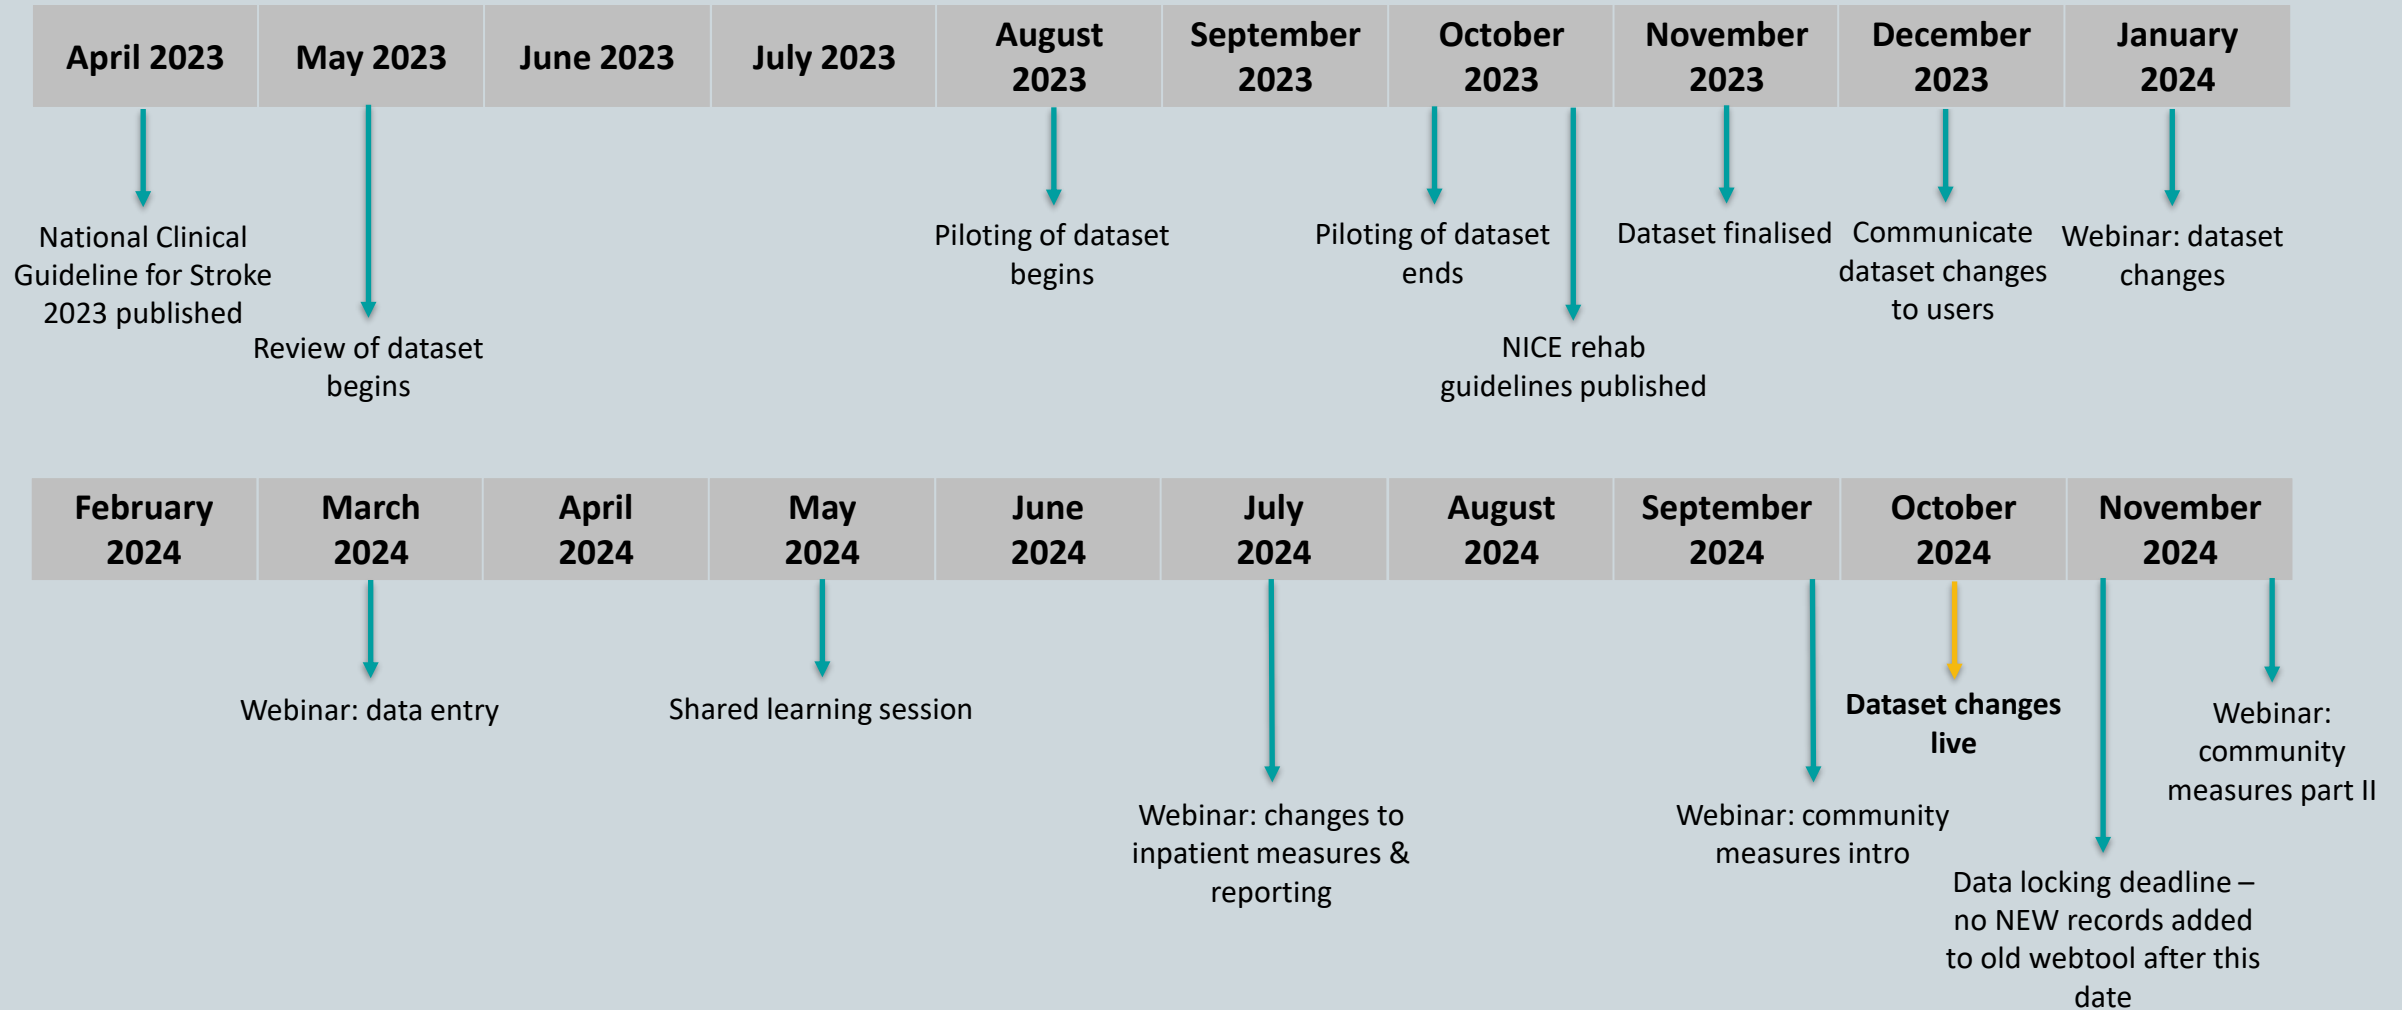 April 2023
May 2023
June 2023
July 2023
August
2023
September
2023
October
2023
November
2023
December
2023
January
2024
National Clinical
Guideline for Stroke
2023 published
Review of dataset
begins
Piloting of dataset
begins
Piloting of dataset
ends
NICE rehab
guidelines published
Dataset finalised
Communicate
dataset changes
to users
Webinar: dataset
changes
February
2024
March
2024
April
2024
May
2024
June
2024
July
2024
August
2024
September
2024
October
2024
November
2024
Webinar: data entry
Shared learning session
Webinar: changes to
inpatient measures &
reporting
Webinar: community
measures intro
Dataset changes
live
Data locking deadline –
no NEW records added
to old webtool after this
date
Webinar:
community
measures part II